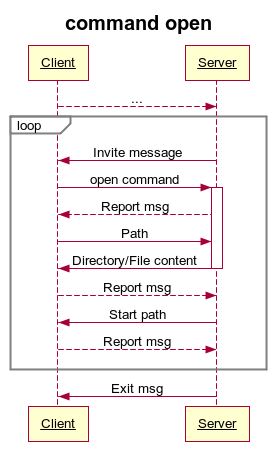 command open
Client Server
...
loop
Invite message
open command
Report msg
Path
Directory/File content
Report msg
Start path
Report msg
Exit msg
Client Server